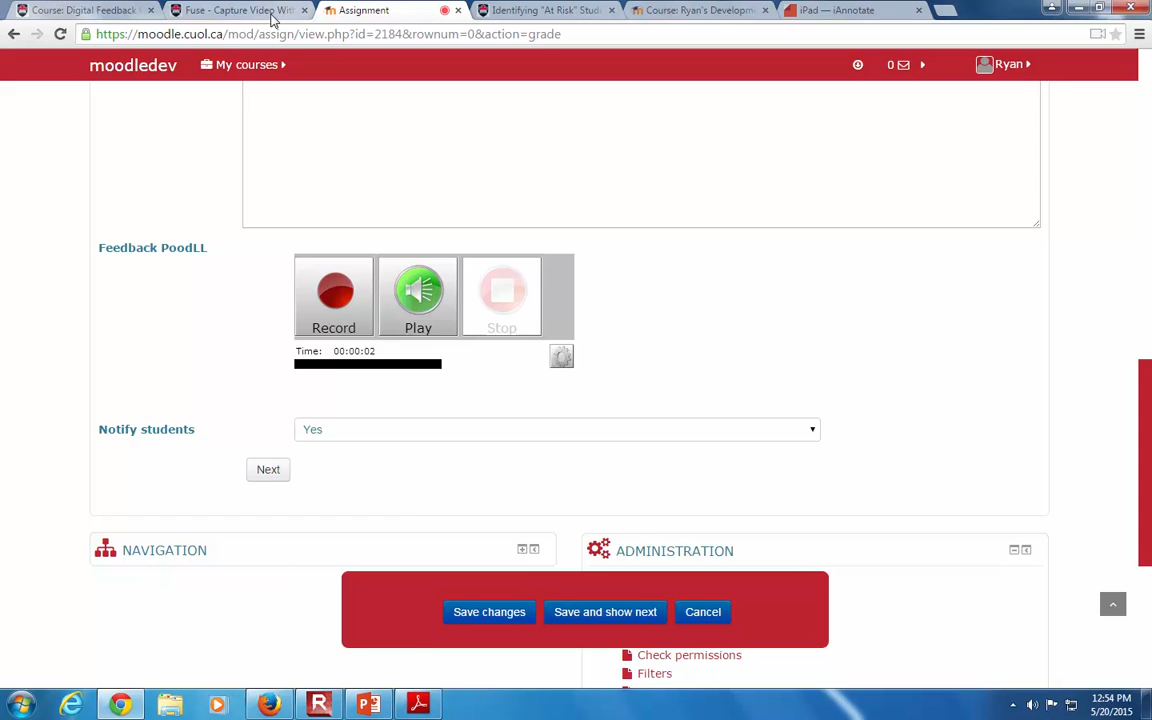 Course: Digital Feedback
Fuse - Capture Video With
Assignment
Identifying "At Risk" Stud
Course: Ryan's Developm
iPad — iAnnotate
https://moodle.cuol.ca/mod/assign/view.php?id=2184&rownum=0&action=grade
moodledev
My courses
0
Ryan
Feedback PoodLL
Record
Play
Stop
Time: 00:00:02
Notify students
Yes
Next
NAVIGATION
ADMINISTRATION
Save changes
Save and show next
Cancel
Check permissions
Filters
12:54 PM
5/20/2015